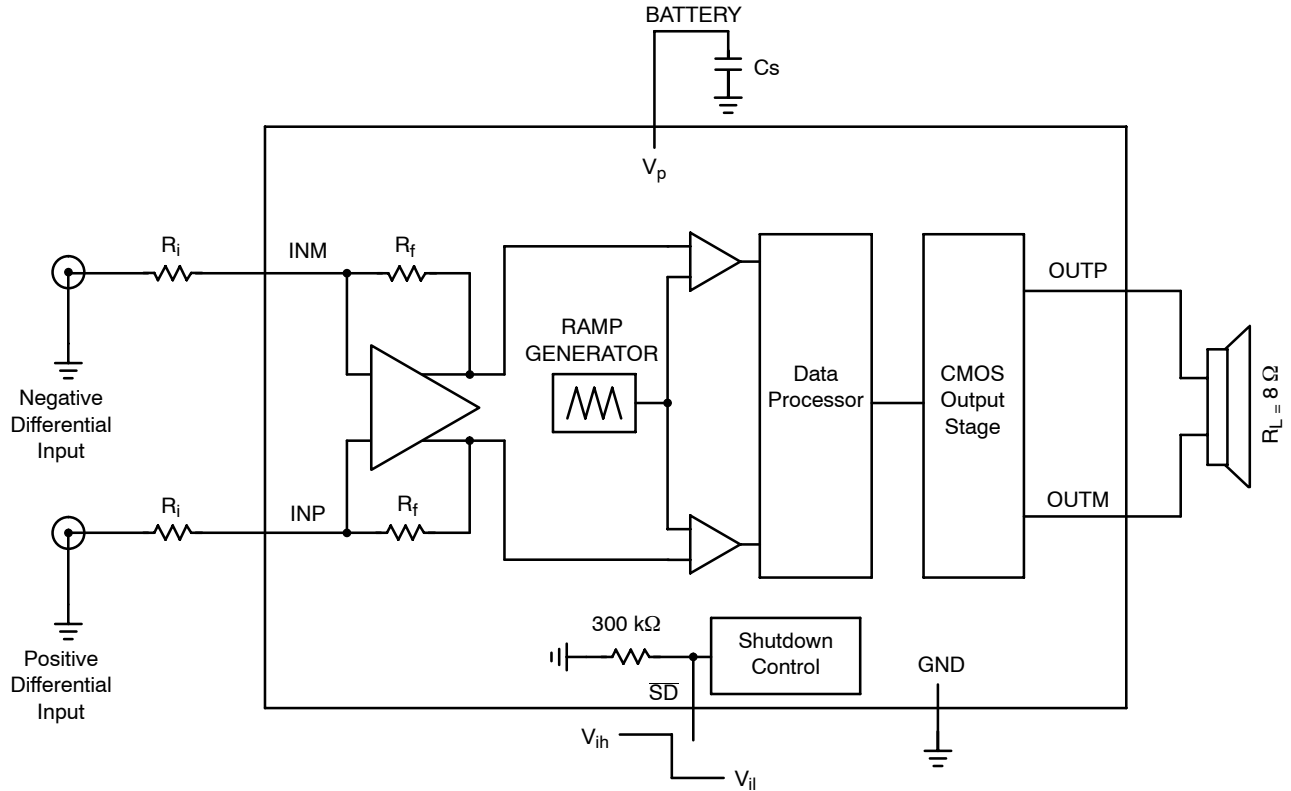 BATTERY
Cs
Vp
Ri
INM
Rf
OUTP
RAMP
GENERATOR
Negative
Differential
Input
Data
Processor
CMOS
Output
Stage
RL = 8 Ω
Ri
INP
Rf
OUTM
Positive
Differential
Input
300 kΩ
Shutdown
Control
SD
GND
Vih
Vil